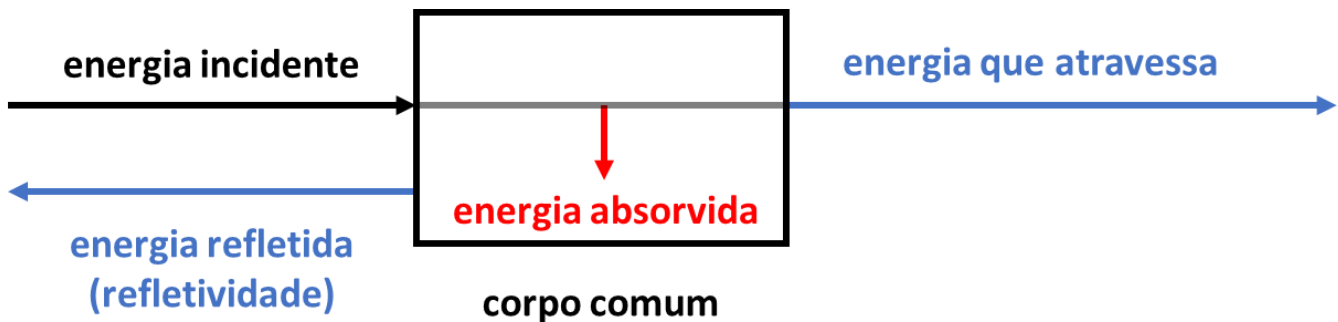 energia incidente
energia que atravessa
energia absorvida
energia refletida
(refletividade)
corpo comum